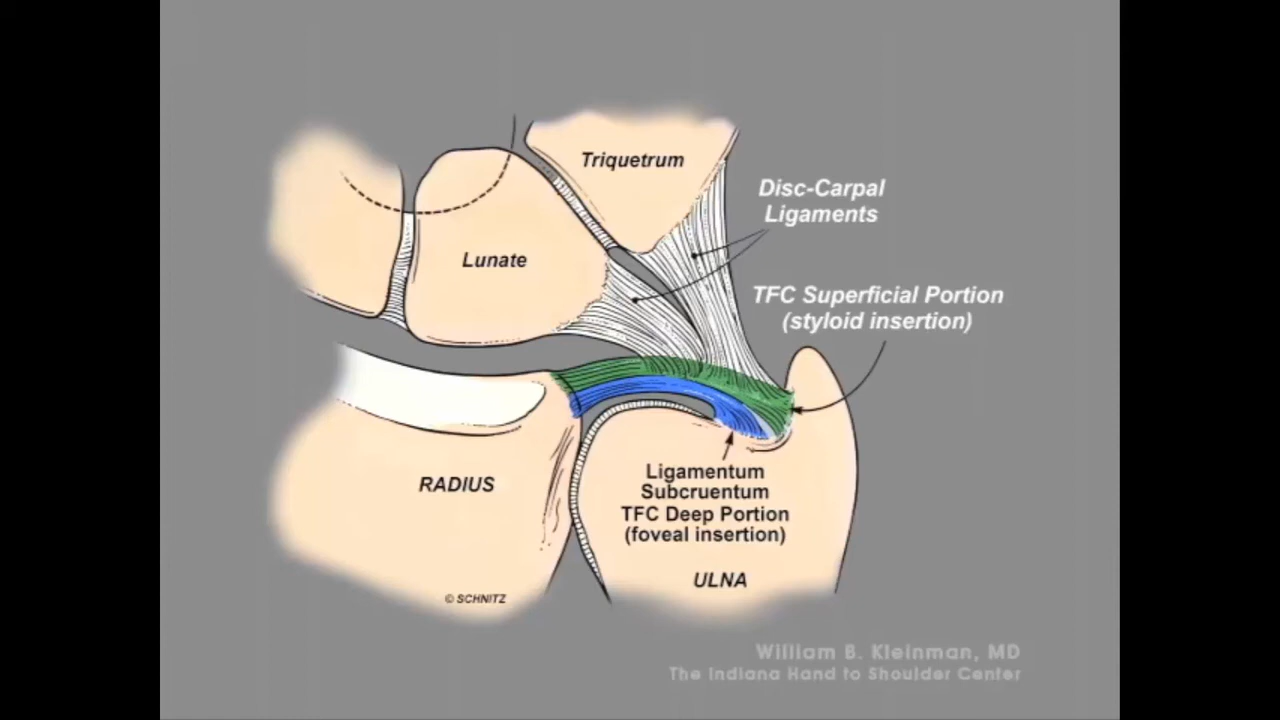 Triquetrum
Disc-Carpal
Ligaments
Lunate
TFC Superficial Portion
(styloid insertion)
RADIUS
Ligamentum
Subcruentum
TFC Deep Portion
(foveal insertion)
ULNA
© SCHNITZ
William B. Kleinman, MD
The Indiana Hand to Shoulder Center